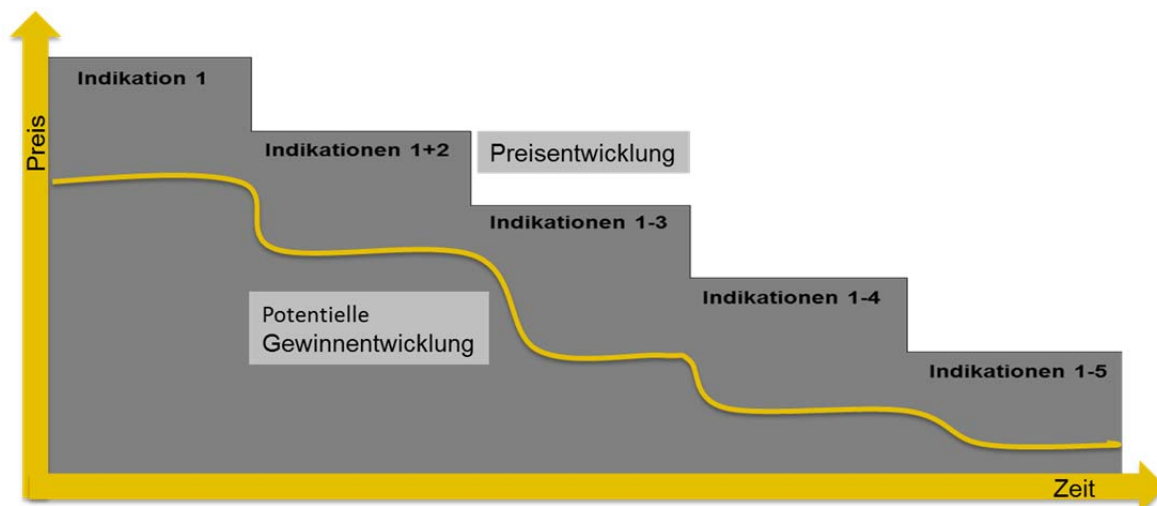 Preis
Indikation 1
Indikationen 1+2
Preisentwicklung
Indikationen 1-3
Indikationen 1-4
Potentielle
Gewinnentwicklung
Indikationen 1-5
Zeit